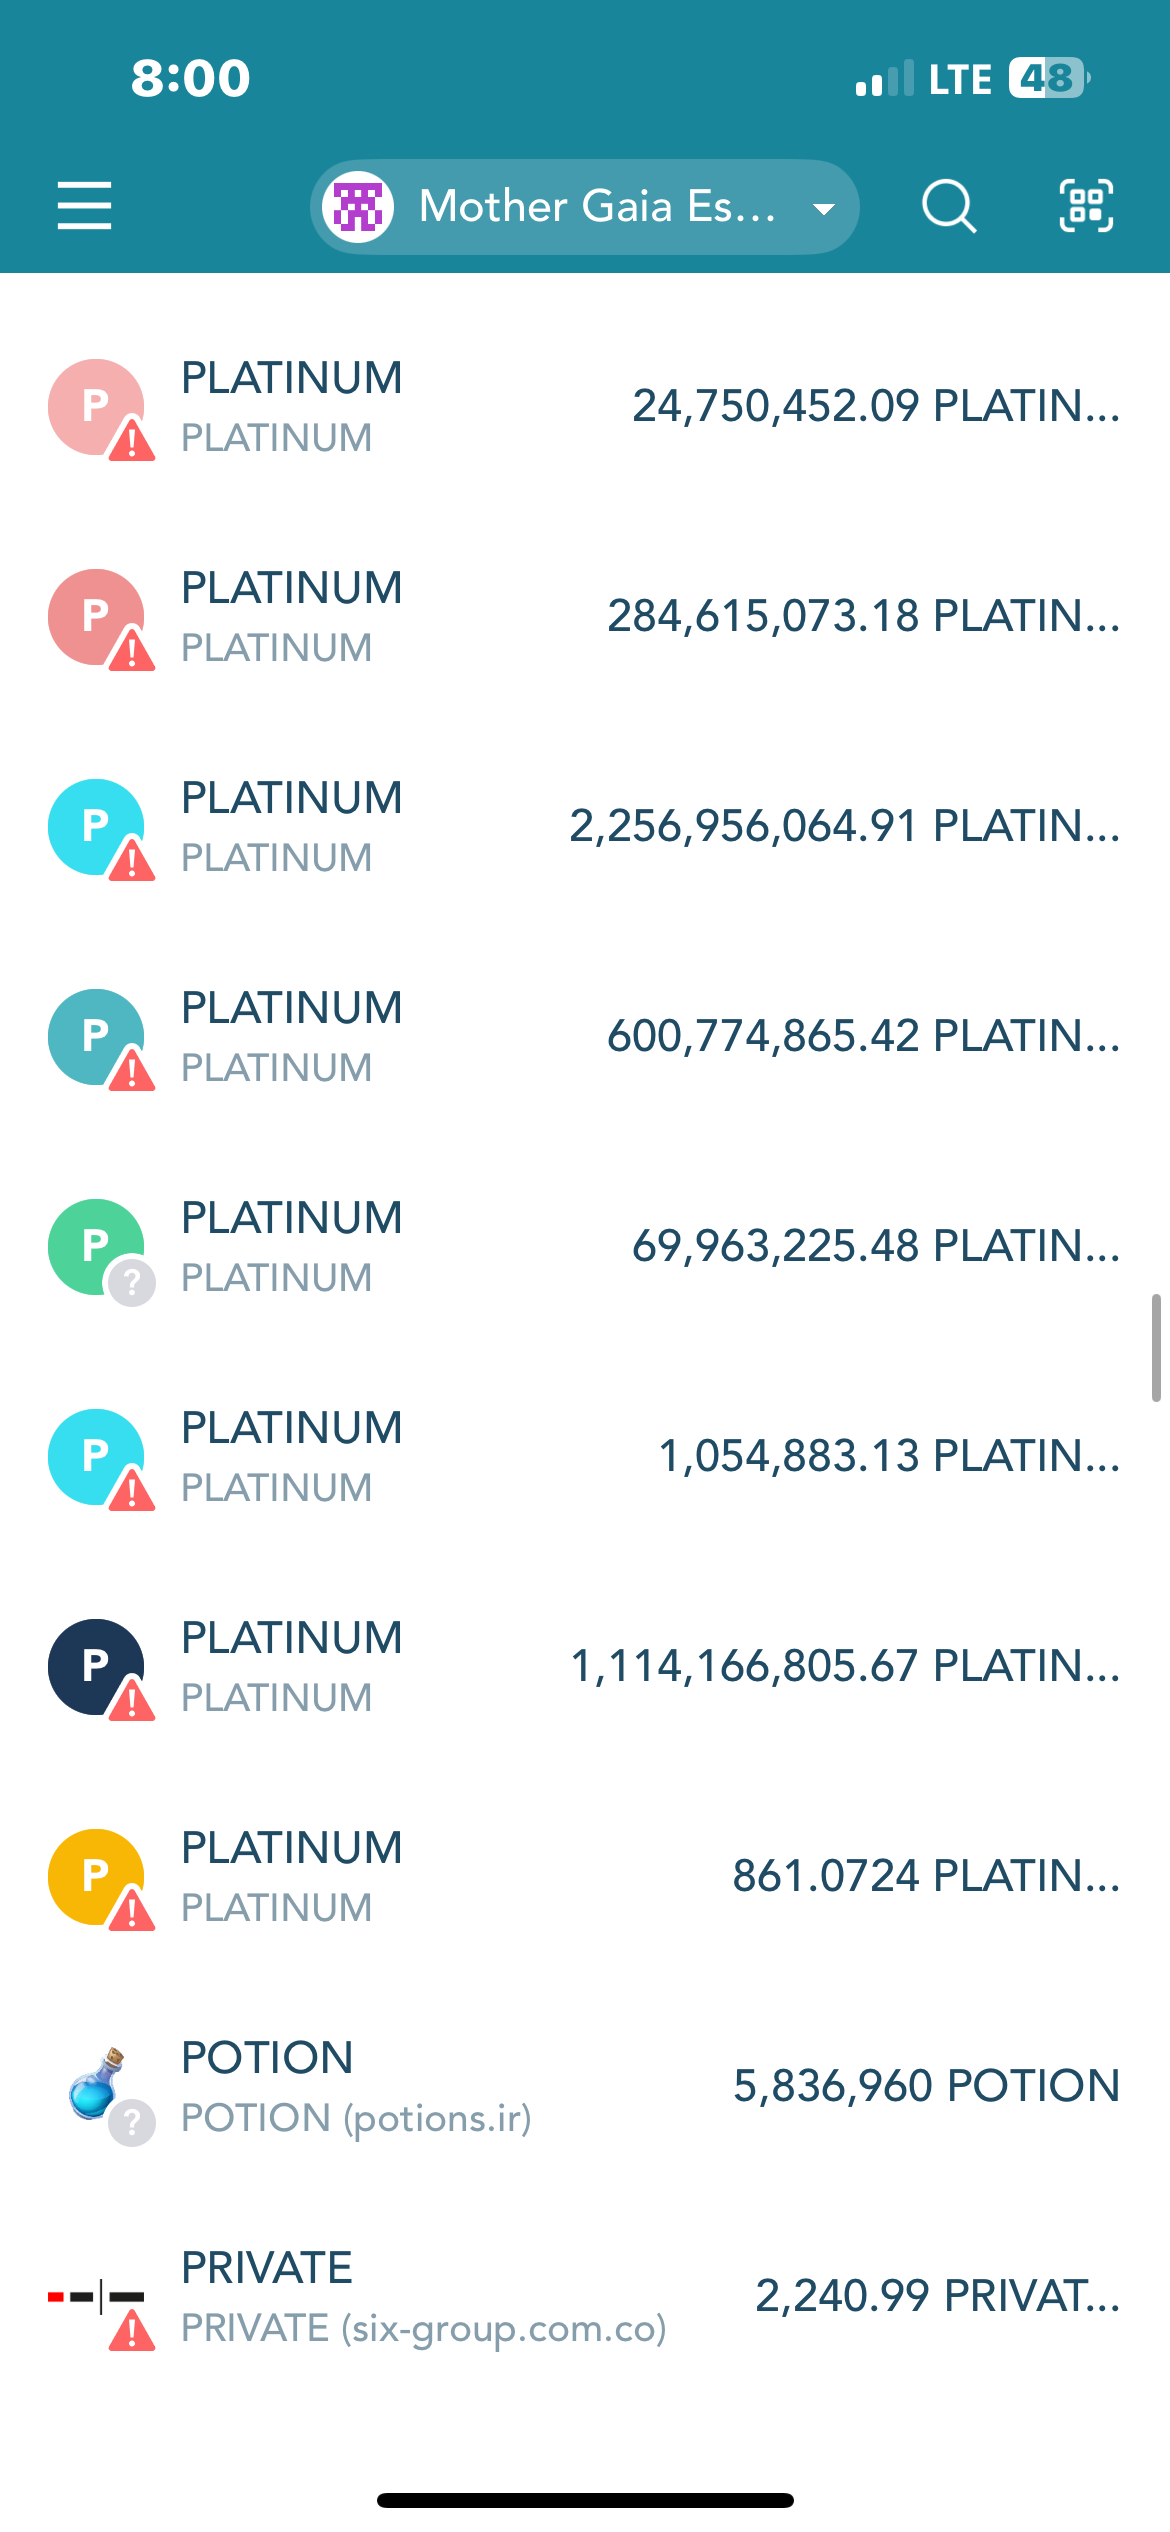 8:00
LTE 48
Mother Gaia Es...
P PLATINUM
PLATINUM
24,750,452.09 PLATIN...
P PLATINUM
PLATINUM
284,615,073.18 PLATIN...
P PLATINUM
PLATINUM
2,256,956,064.91 PLATIN...
P PLATINUM
PLATINUM
600,774,865.42 PLATIN...
P PLATINUM
PLATINUM
69,963,225.48 PLATIN...
P PLATINUM
PLATINUM
1,054,883.13 PLATIN...
P PLATINUM
PLATINUM
1,114,166,805.67 PLATIN...
P PLATINUM
PLATINUM
861.0724 PLATIN...
POTION
POTION (potions.ir)
5,836,960 POTION
PRIVATE
PRIVATE (six-group.com.co)
2,240.99 PRIVAT...